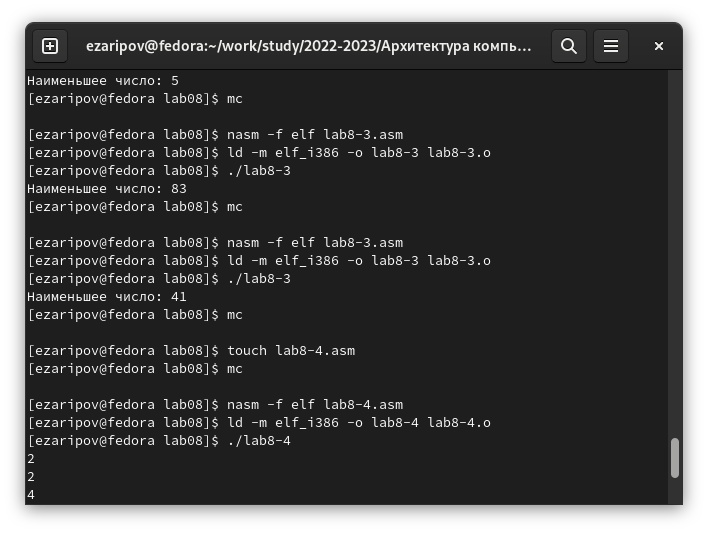 ezaripov@fedora:~/work/study/2022-2023/Архитектура компь...
Наименьшее число: 5
[ezaripov@fedora lab08]$ mc
[ezaripov@fedora lab08]$ nasm -f elf lab8-3.asm
[ezaripov@fedora lab08]$ ld -m elf_i386 -o lab8-3 lab8-3.o
[ezaripov@fedora lab08]$ ./lab8-3
Наименьшее число: 83
[ezaripov@fedora lab08]$ mc
[ezaripov@fedora lab08]$ nasm -f elf lab8-3.asm
[ezaripov@fedora lab08]$ ld -m elf_i386 -o lab8-3 lab8-3.o
[ezaripov@fedora lab08]$ ./lab8-3
Наименьшее число: 41
[ezaripov@fedora lab08]$ mc
[ezaripov@fedora lab08]$ touch lab8-4.asm
[ezaripov@fedora lab08]$ mc
[ezaripov@fedora lab08]$ nasm -f elf lab8-4.asm
[ezaripov@fedora lab08]$ ld -m elf_i386 -o lab8-4 lab8-4.o
[ezaripov@fedora lab08]$ ./lab8-4
2
2
4